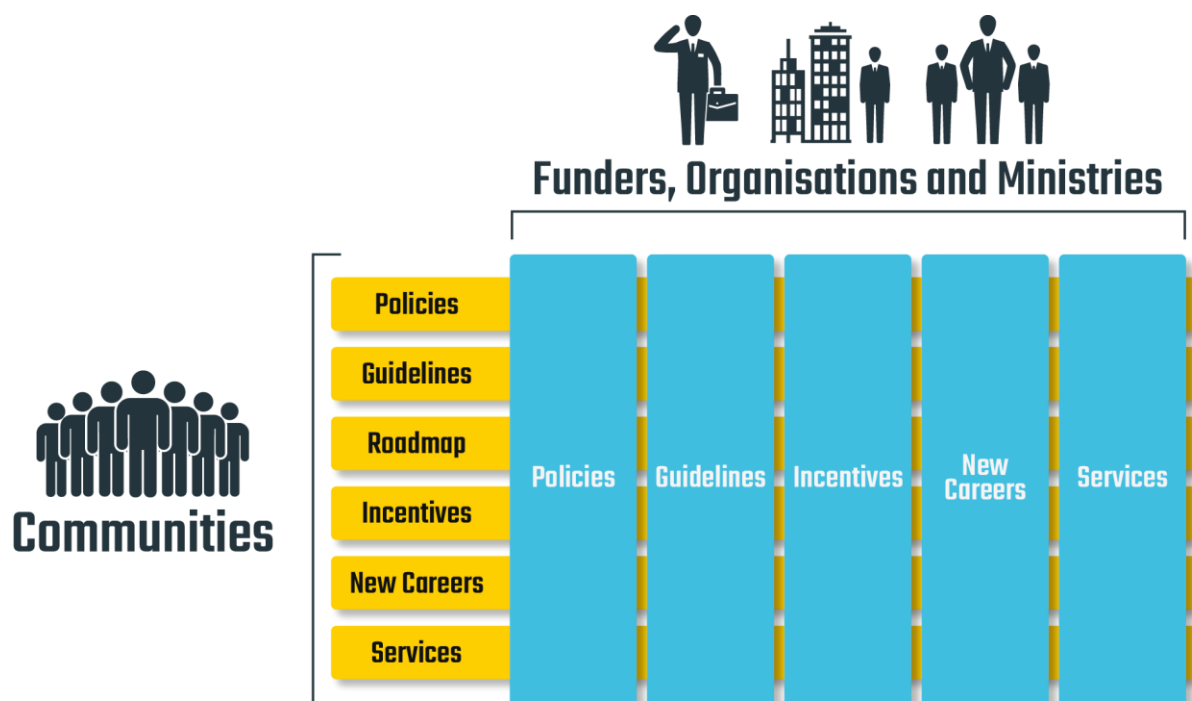 Funders, Organisations and Ministries
Communities
Policies
Guidelines
Roadmap
Incentives
New Careers
Services
Policies
Guidelines
Incentives
New
Careers
Services